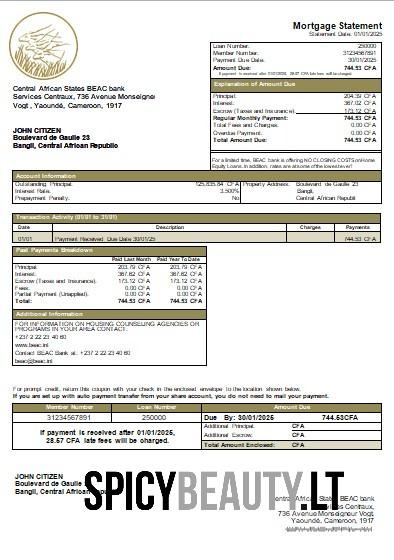 Mortgage Statement
Statement Date: 01/01/2025
Loan Number: 250000
Member Number: 31234567891
Payment Due Date: 30/01/2025
Amount Due: 744.53 CFA
If payment is received after 01/01/2025, 28.57 CFA late fees will be charged.
Central African States BEAC bank
Services Centraux, 736 Avenue Monseigneur
Vogt , Yaoundé, Cameroon, 1917
Explanation of Amount Due
Principal: 204.39 CFA
Interest: 367.02 CFA
Escrow (Taxes and Insurance): 173.12 CFA
Regular Monthly Payment: 744.53 CFA
Total Fees and Charges: 0.00 CFA
Overdue Payment: 0.00 CFA
Total Amount Due: 744.53 CFA
JOHN CITIZEN
Boulevard de Gaulle 23
Bangli, Central African Republic
For a limited time, BEAC bank is offering NO CLOSING COSTS on Home
Equity Loans. In addition, rates are at some of the lowest ever!
Account Information
Outstanding Principal: 125,835.84 CFA Property Address: Boulevard de Gaulle 23
Interest Rate: 3.500% Bangli,
Prepayment Penalty: No Central African Republi
Transaction Activity (01/01 to 31/01)
Date Description Charges Payments
01/01 Payment Received Due Date 30/01/25 744.53 CFA
Past Payments Breakdown
Paid Last Month Paid Year To Date
Principal: 203.79 CFA 203.79 CFA
Interest: 367.62 CFA 367.62 CFA
Escrow (Taxes and Insurance): 173.12 CFA 173.12 CFA
Fees: 0.00 CFA 0.00 CFA
Partial Payment (Unapplied): 0.00 CFA 0.00 CFA
Total: 744.53 CFA 744.53 CFA
Additional Information
FOR INFORMATION ON HOUSING COUNSELING AGENCIES OR
PROGRAMS IN YOUR AREA CONTACT:
+237 2 22 23 40 60
www.beac.int
Contact BEAC Bank at: +237 2 22 23 40 60
beac@beac.int
For prompt credit, return this coupon with your check in the enclosed envelope to the location shown below.
If you are set up with auto payment transfer from your share account, you do not need to mail your payment.
Member Number Loan Number Amount Due
31234567891 250000 Due By: 30/01/2025 744.53CFA
If payment is received after 01/01/2025,
28.57 CFA late fees will be charged.
Additional Principal: CFA
Additional Escrow: CFA
Total Amount Enclosed: CFA
JOHN CITIZEN
Boulevard de Gaulle
Bangli, Central African
SPICYBEAUTY.LT
Central African States BEAC bank
Services Centraux,
736 Avenue Monseigneur Vogt,
Yaoundé, Cameroon, 1917